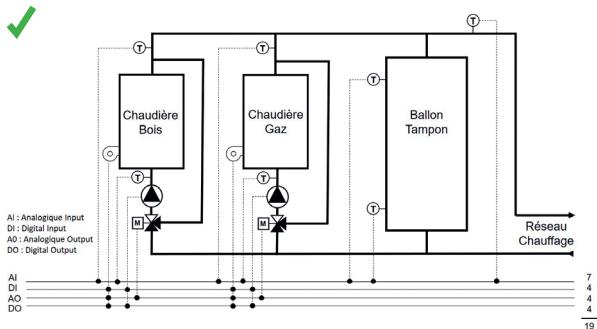 T
T
T
T
T
Chaudière
Bois
Chaudière
Gaz
Ballon
Tampon
T
T
T
M
M
Réseau
Chauffage
AI : Analogique Input
DI : Digital Input
A0 : Analogique Output
DO : Digital Output
AI
DI
AO
DO
7
4
4
4
19